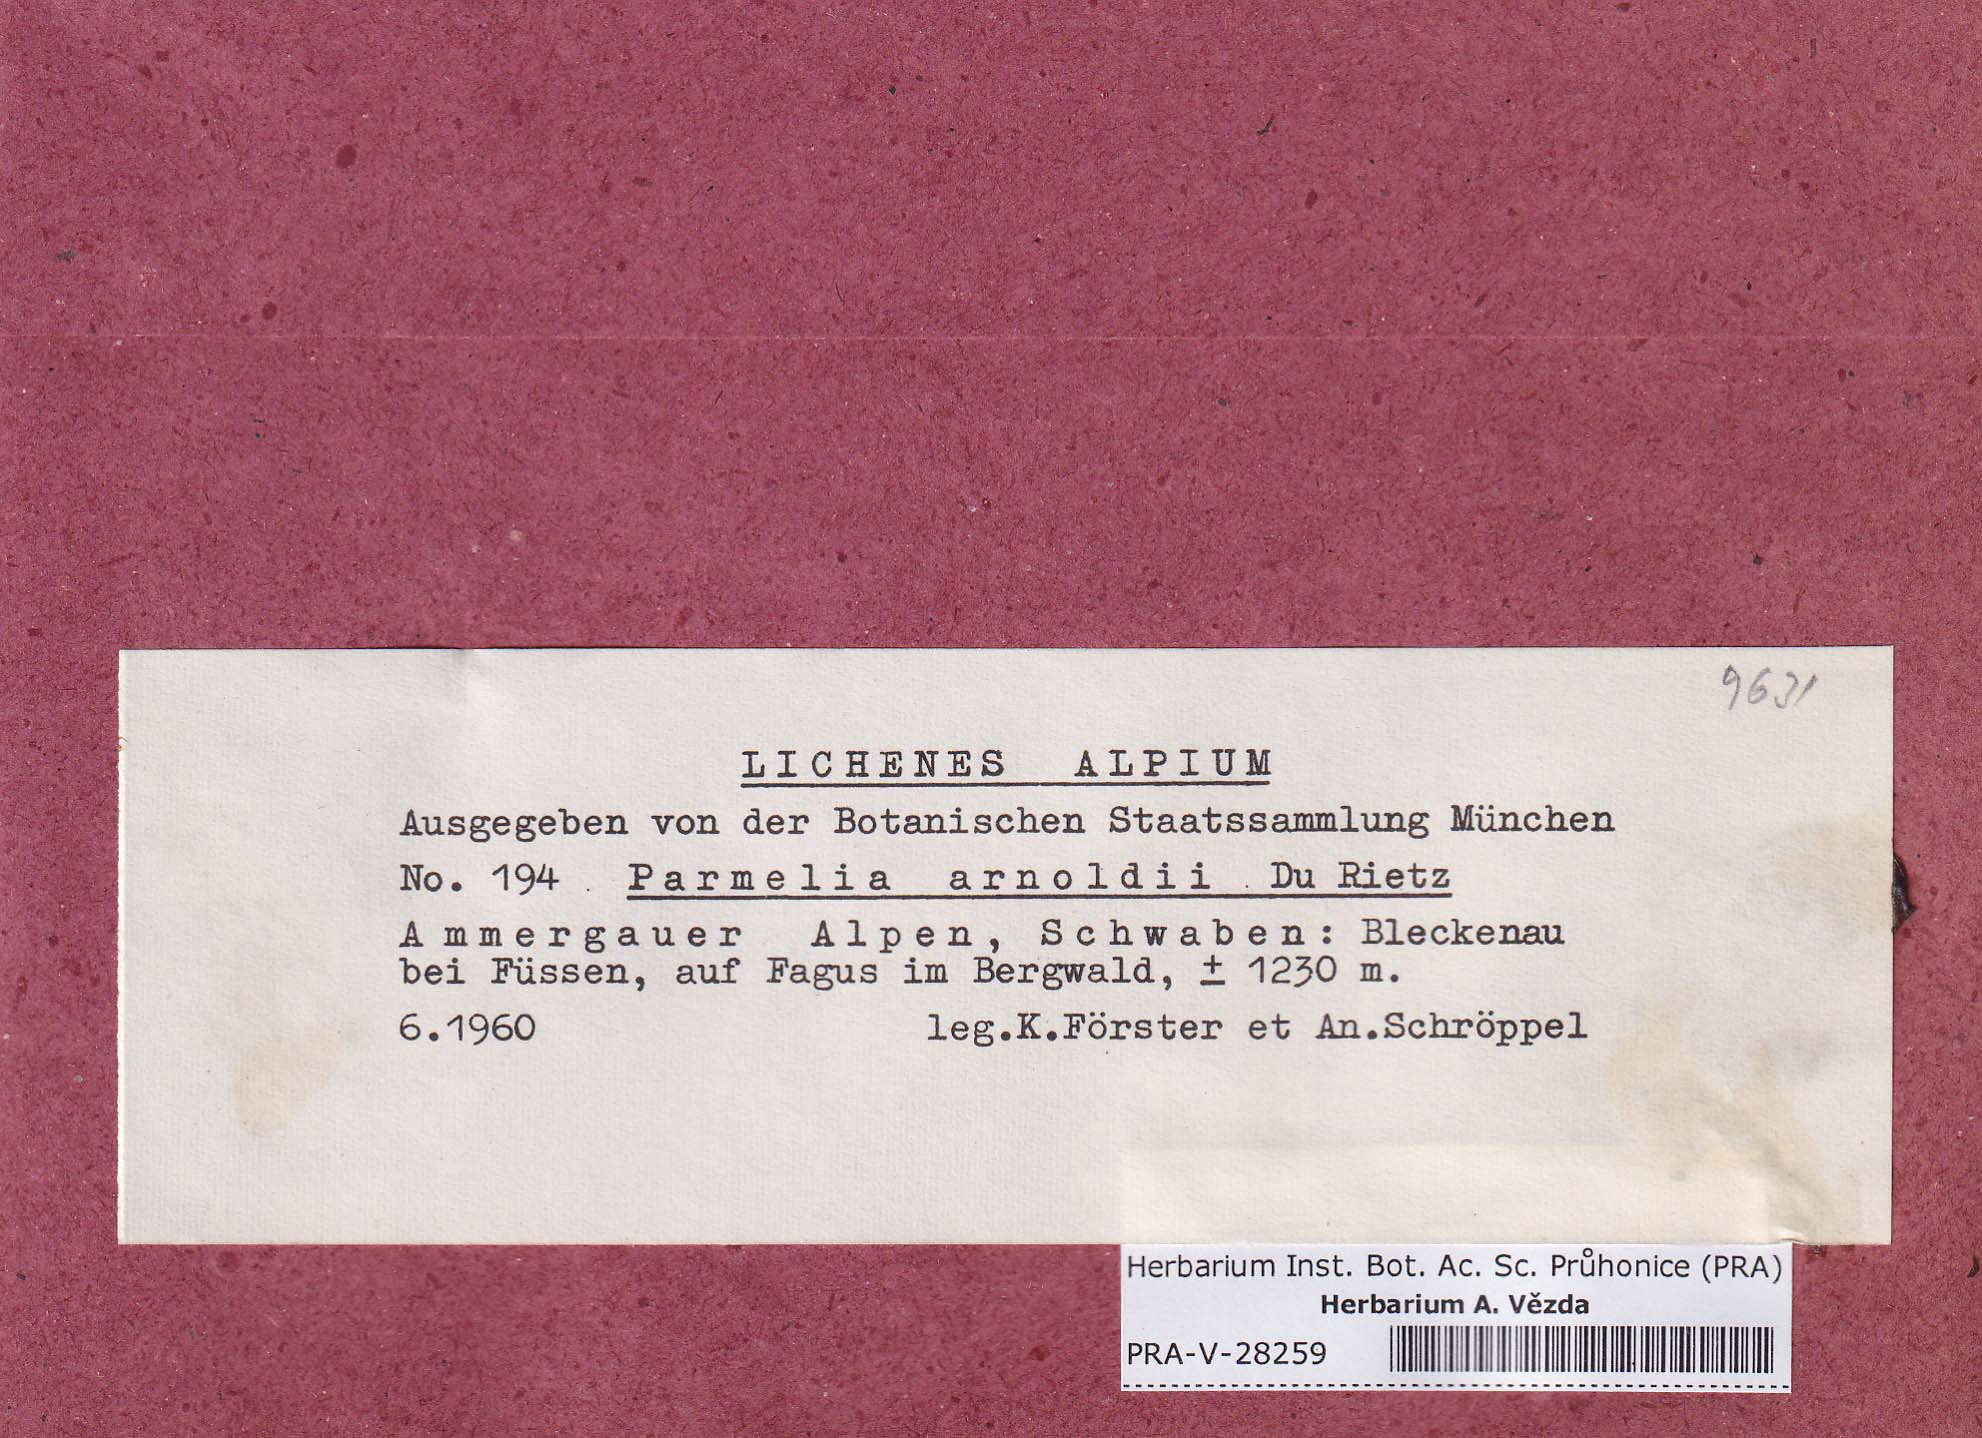 9631
LICHENES ALPIUM
Ausgegeben von der Botanischen Staatssammlung München
No. 194 Parmelia arnoldii Du Rietz
Ammergauer Alpen, Schwaben: Bleckenau
bei Füssen, auf Fagus im Bergwald, ± 1230 m.
6.1960 leg.K.Förster et An.Schröppel
Herbarium Inst. Bot. Ac. Sc. Průhonice (PRA)
Herbarium A. Vězda
PRA-V-28259